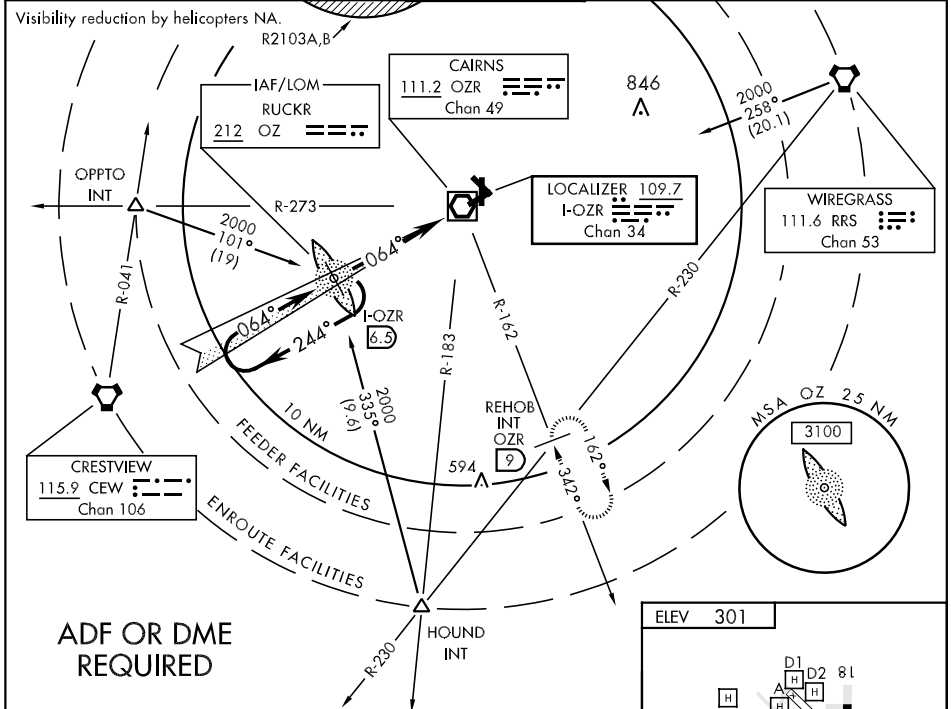 Visibility reduction by helicopters NA.
R2103A,B
IAF/LOM
RUCKR
212 OZ
CAIRNS
111.2 OZR
Chan 49
846
2000
258°
(20.1)
OPPTO
INT
R-273
LOCALIZER 109.7
I-OZR
Chan 34
WIREGRASS
111.6 RRS
Chan 53
2000
101°
(19)
064°
R-230
R-041
064°
244°
I-OZR
6.5
R-183
R-162
2000
335°
(9.6)
REHOB
INT
OZR
9
10 NM
FEEDER FACILITIES
ENROUTE FACILITIES
594
162°
342°
MSA OZ 25 NM
3100
CRESTVIEW
115.9 CEW
Chan 106
ADF OR DME
REQUIRED
HOUND
INT
R-230
ELEV 301
D1
D2
18
H
H
H
A
H